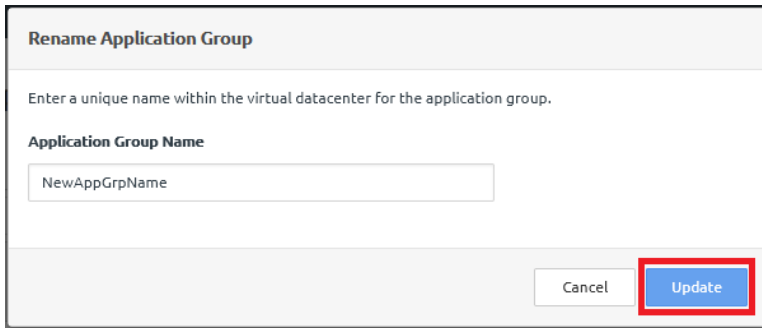 Rename Application Group
Enter a unique name within the virtual datacenter for the application group.
Application Group Name
NewAppGrpName
Cancel
Update